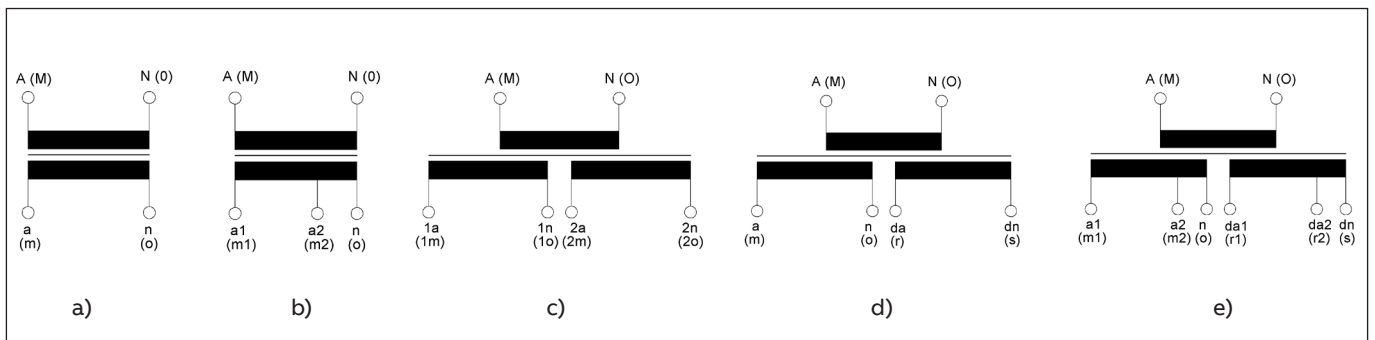 A (M) N (0)
a n
(m) (o)
a)
A (M) N (0)
a1 a2 n
(m1) (m2) (o)
b)
A (M) N (O)
1a 1n 2a 2n
(1m) (1o) (2m) (2o)
c)
A (M) N (O)
a n da dn
(m) (o) (r) (s)
d)
A (M) N (O)
a1 a2 n da1 da2 dn
(m1) (m2) (o) (r1) (r2) (s)
e)